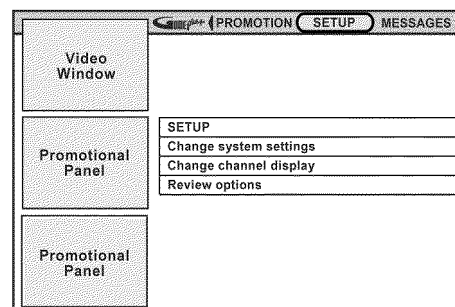 PROMOTION SETUP MESSAGES
Video
Window
SETUP
Change system settings
Change channel display
Review options
Promotional
Panel
Promotional
Panel